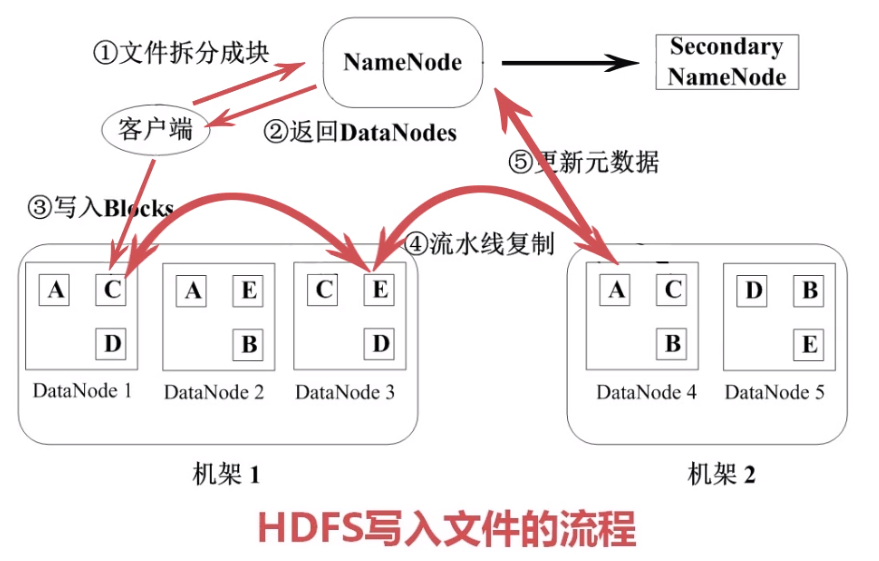 ①文件拆分成块
NameNode
Secondary
NameNode
客户端
②返回DataNodes
⑤更新元数据
③写入Blocks
④流水线复制
A
C
D
A
E
B
C
E
D
A
C
B
D
B
E
DataNode 1
DataNode 2
DataNode 3
DataNode 4
DataNode 5
机架 1
机架 2
HDFS写入文件的流程